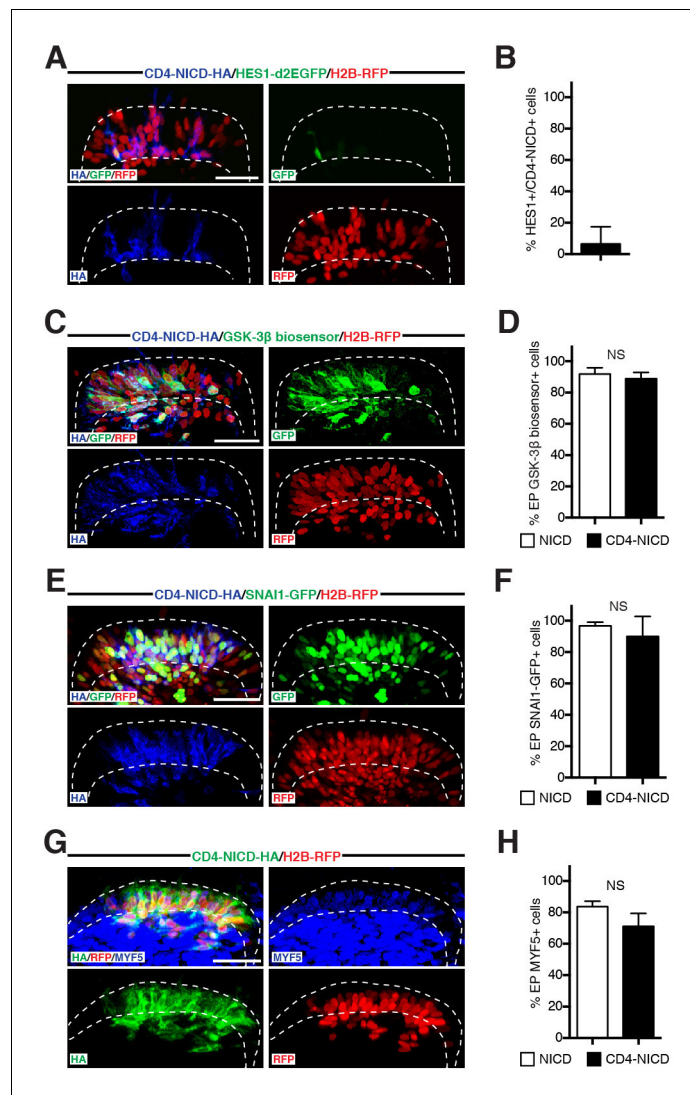 A
CD4-NICD-HA/HES1-d2EGFP/H2B-RFP
HA/GFP/RFP
GFP
HA
RFP
B
% HES1+/CD4-NICD+ cells
100
80
60
40
20
0
C
CD4-NICD-HA/GSK-3β biosensor/H2B-RFP
HA/GFP/RFP
GFP
HA
RFP
D
% EP GSK-3β biosensor+ cells
NS
100
80
60
40
20
0
NICD
CD4-NICD
E
CD4-NICD-HA/SNAI1-GFP/H2B-RFP
HA/GFP/RFP
GFP
HA
RFP
F
% EP SNAI1-GFP+ cells
NS
100
80
60
40
20
0
NICD
CD4-NICD
G
CD4-NICD-HA/H2B-RFP
HA/RFP/MYF5
MYF5
HA
RFP
H
% EP MYF5+ cells
NS
100
80
60
40
20
0
NICD
CD4-NICD